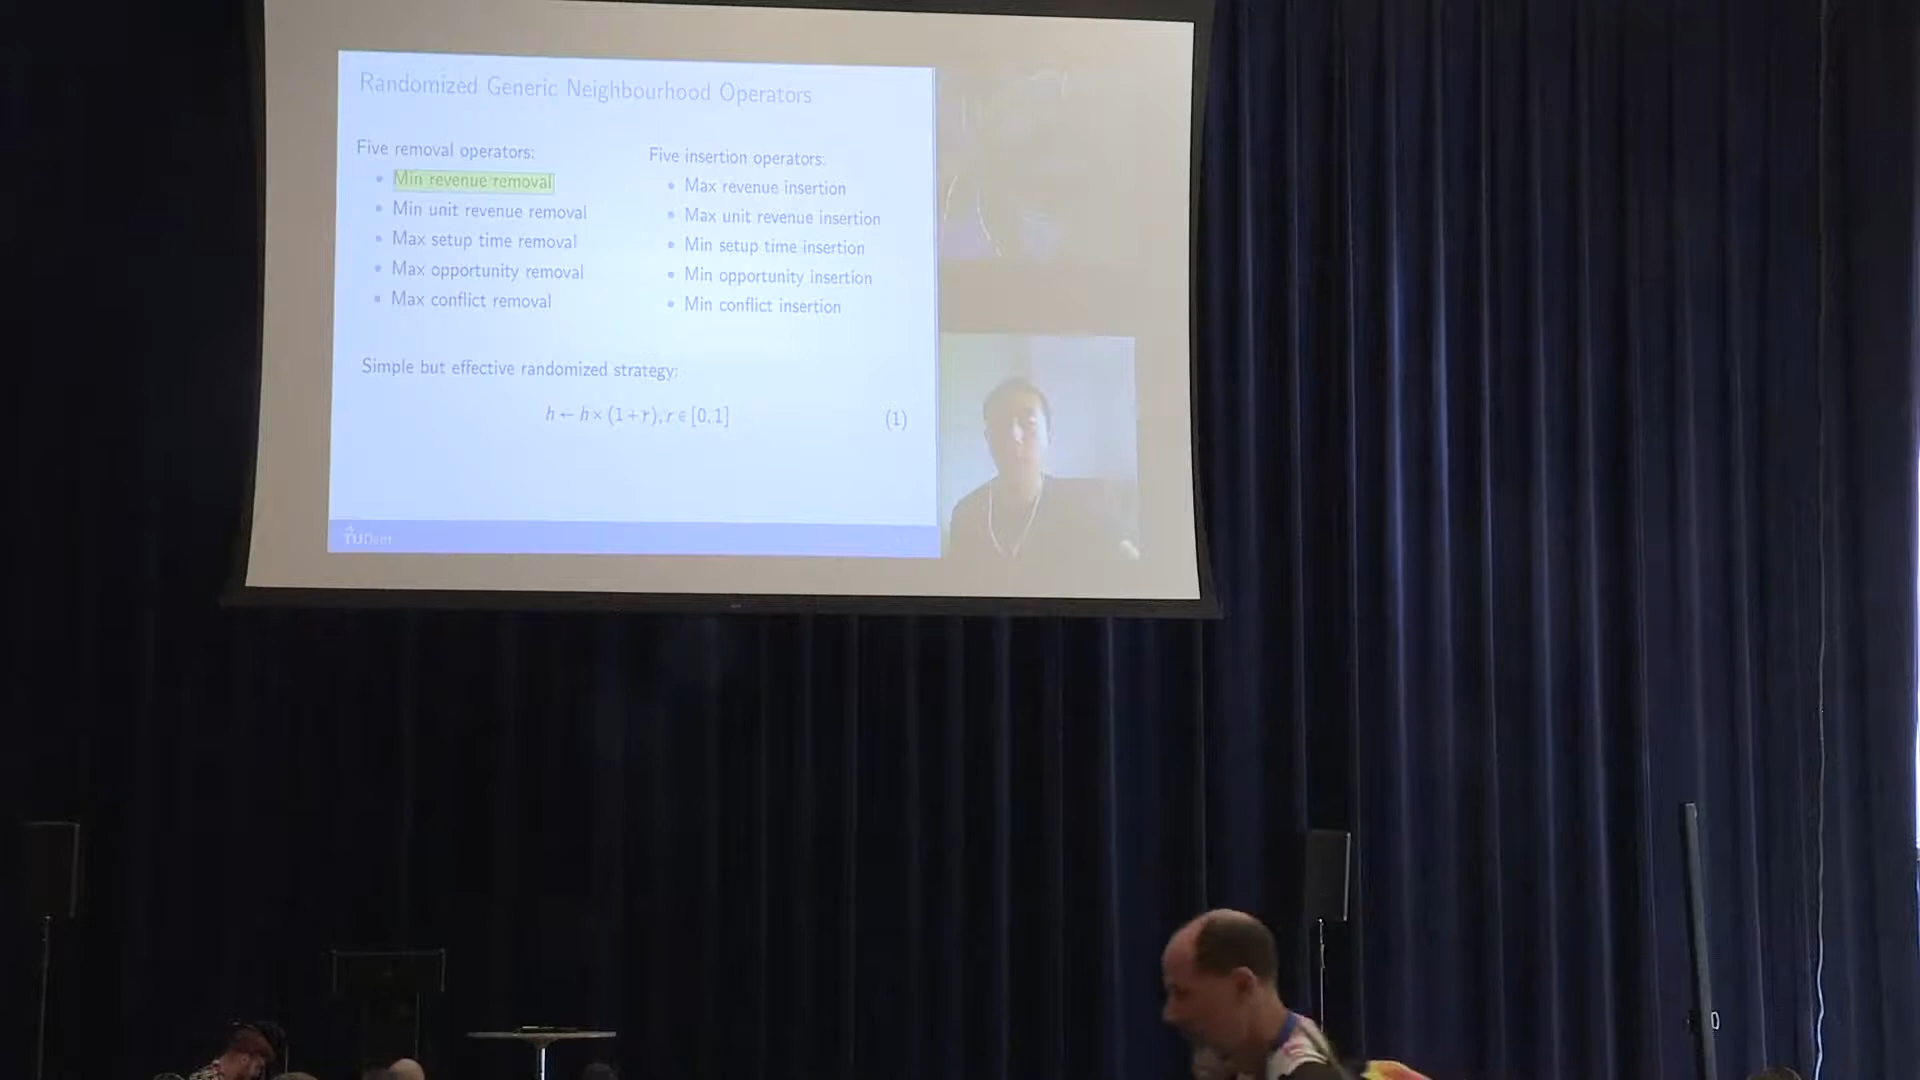 Randomized Generic Neighbourhood Operators
Five removal operators:
• Min revenue removal
• Min unit revenue removal
• Max setup time removal
• Max opportunity removal
• Max conflict removal
Five insertion operators:
• Max revenue insertion
• Max unit revenue insertion
• Min setup time insertion
• Min opportunity insertion
• Min conflict insertion
Simple but effective randomized strategy:
h ← h × (1 + r), r ∈ [0, 1] (1)
TUDelft